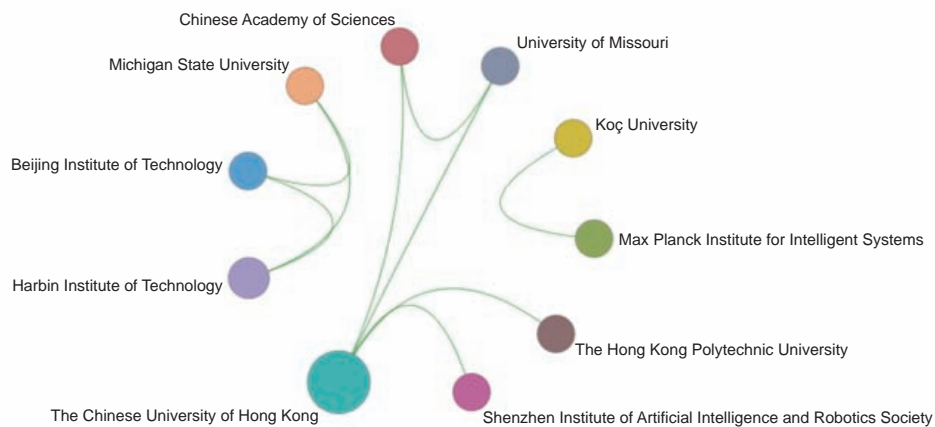 Chinese Academy of Sciences
University of Missouri
Michigan State University
Koç University
Beijing Institute of Technology
Max Planck Institute for Intelligent Systems
Harbin Institute of Technology
The Hong Kong Polytechnic University
The Chinese University of Hong Kong
Shenzhen Institute of Artificial Intelligence and Robotics Society